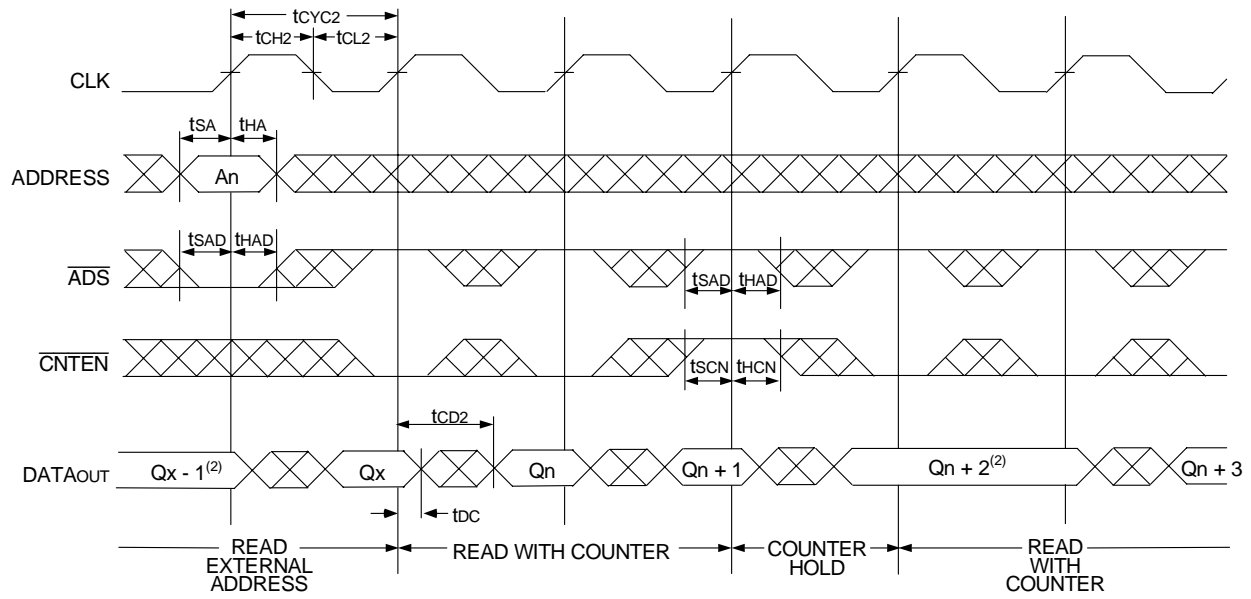 tCYC2
tCH2 tCL2
CLK
tSA tHA
ADDRESS An
tSAD tHAD
ADS
tSAD tHAD
CNTEN
tSCN tHCN
tCD2
DATAOUT Qx - 1(2) Qx Qn Qn + 1 Qn + 2(2) Qn + 3
tDC
READ EXTERNAL ADDRESS
READ WITH COUNTER
COUNTER HOLD
READ WITH COUNTER